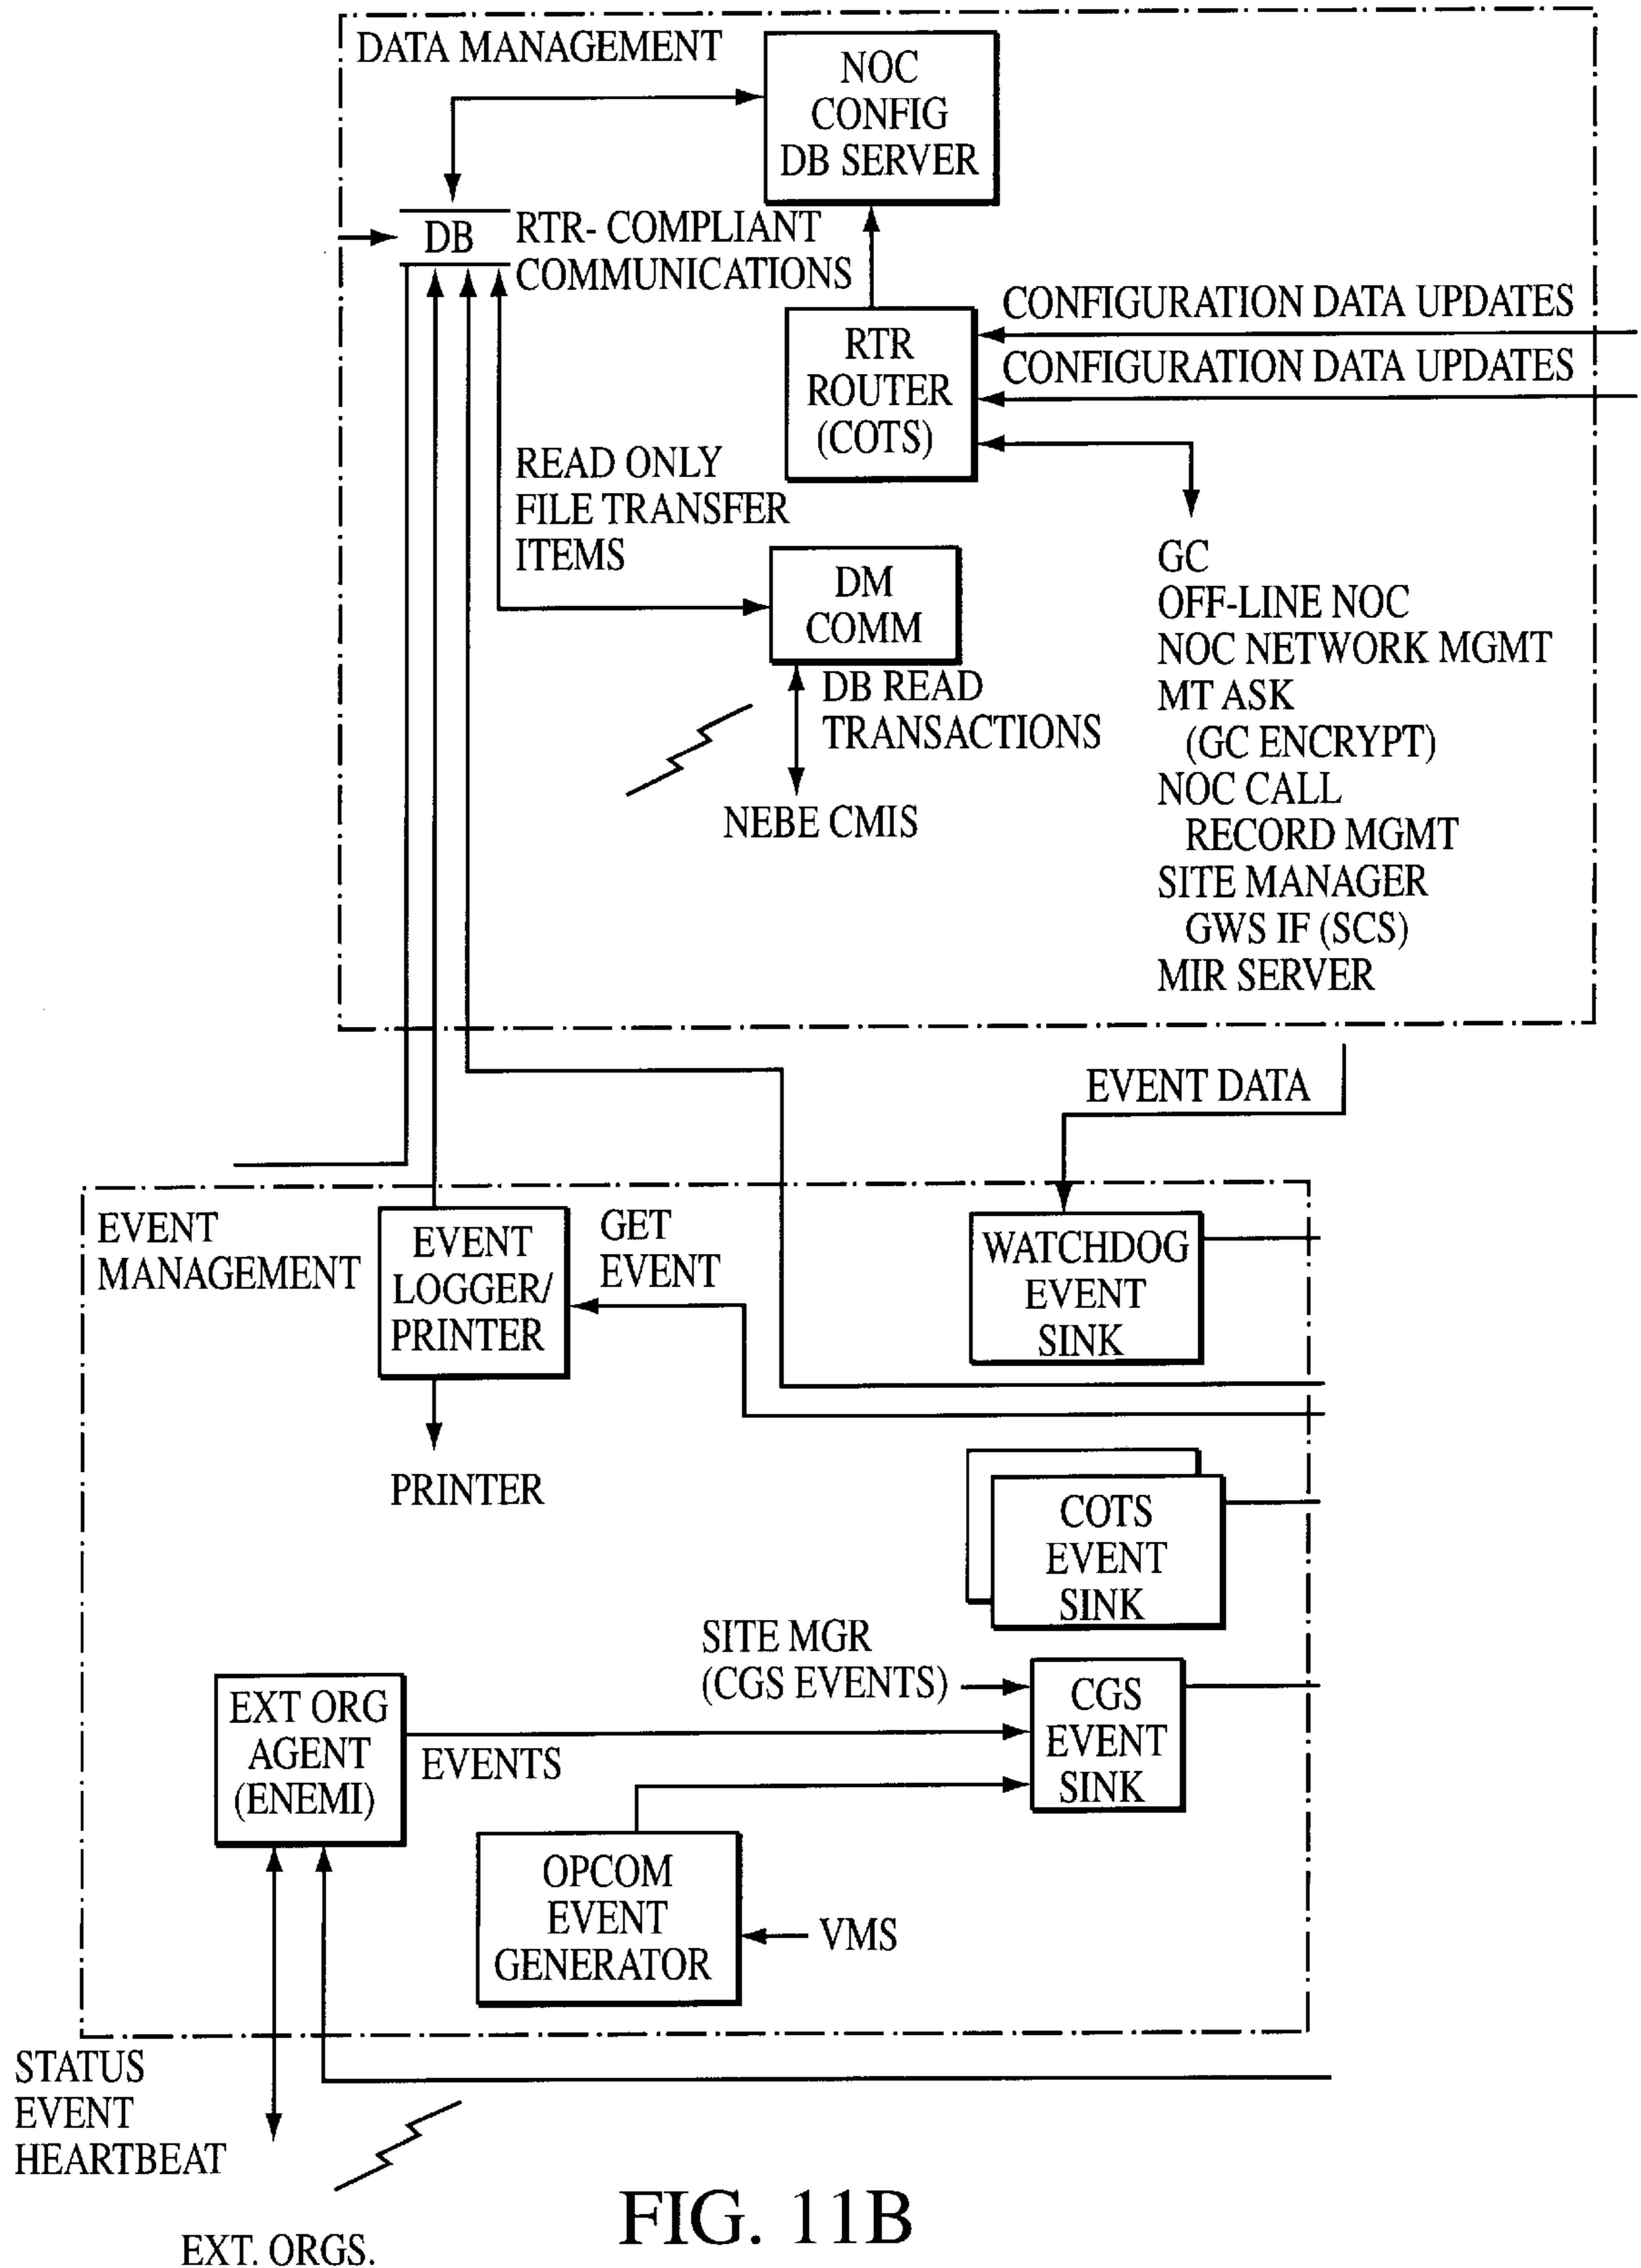 DATA MANAGEMENT
NOC
CONFIG
DB SERVER
DB
RTR- COMPLIANT
COMMUNICATIONS
RTR
ROUTER
(COTS)
CONFIGURATION DATA UPDATES
CONFIGURATION DATA UPDATES
READ ONLY
FILE TRANSFER
ITEMS
DM
COMM
DB READ
TRANSACTIONS
NEBE CMIS
GC
OFF-LINE NOC
NOC NETWORK MGMT
MT ASK
(GC ENCRYPT)
NOC CALL
RECORD MGMT
SITE MANAGER
GWS IF (SCS)
MIR SERVER
EVENT DATA
EVENT
MANAGEMENT
EVENT
LOGGER/
PRINTER
GET
EVENT
WATCHDOG
EVENT
SINK
PRINTER
COTS
EVENT
SINK
SITE MGR
(CGS EVENTS)
CGS
EVENT
SINK
EXT ORG
AGENT
(ENEMI)
EVENTS
OPCOM
EVENT
GENERATOR
VMS
STATUS
EVENT
HEARTBEAT
EXT. ORGS.
FIG. 11B